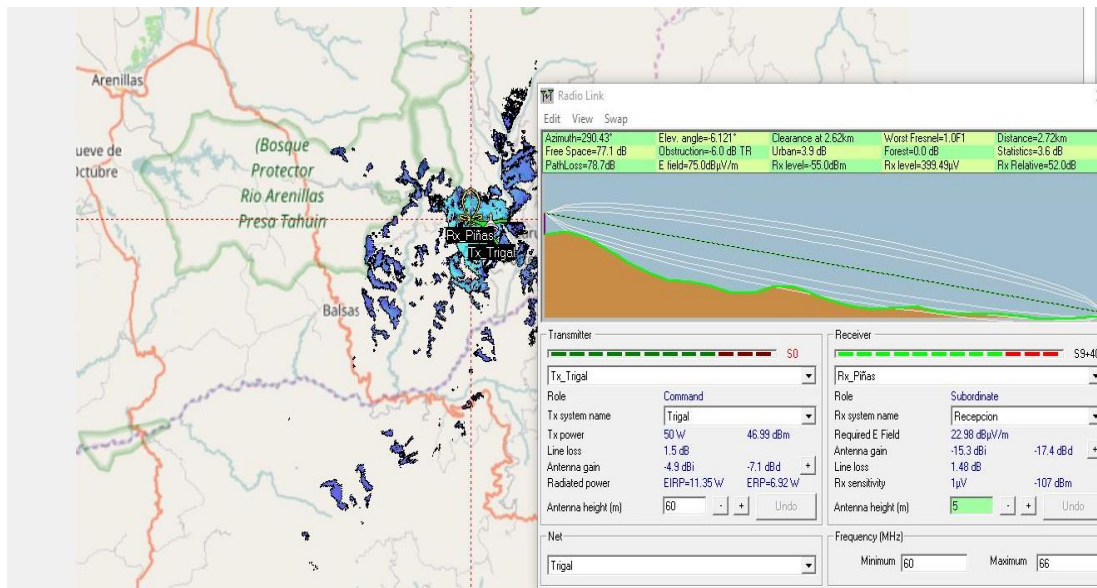 Arenillas
(Bosque
Protector
Rio Arenillas
Presa Tahuin
ueve de
Octubre
Balsas
Rx_Piñas
Tx_Trigal
Radio Link
Edit View Swap
Azimuth=290.43° Elev. angle=-6.121° Clearance at 2.62km Worst Fresnel=1.0F1 Distance=2.72km
Free Space=77.1 dB Obstruction=-6.0 dB TR Urban=3.9 dB Forest=0.0 dB Statistics=3.6 dB
PathLoss=78.7dB E field=75.0dBµV/m Rx level=-55.0dBm Rx level=399.49µV Rx Relative=52.0dB
Transmitter
S0
Tx_Trigal
Role Command
Tx system name Trigal
Tx power 50 W 46.99 dBm
Line loss 1.5 dB
Antenna gain -4.9 dBi -7.1 dBd +
Radiated power EIRP=11.35 W ERP=6.92 W
Antenna height (m) 60 - + Undo
Net
Trigal
Receiver
S9+40
Rx_Piñas
Role Subordinate
Rx system name Recepcion
Required E Field 22.98 dBµV/m
Antenna gain -15.3 dBi -17.4 dBd +
Line loss 1.48 dB
Rx sensitivity 1µV -107 dBm
Antenna height (m) 5 - + Undo
Frequency (MHz)
Minimum 60 Maximum 66